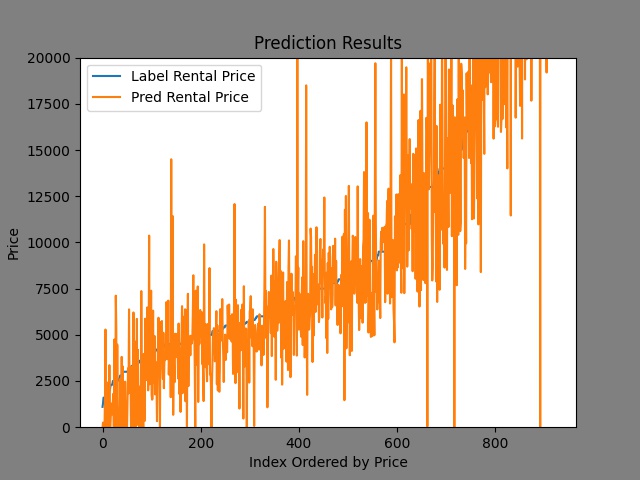 Prediction Results
Label Rental Price
Pred Rental Price
20000
17500
15000
12500
10000
7500
5000
2500
0
Price
0 200 400 600 800
Index Ordered by Price